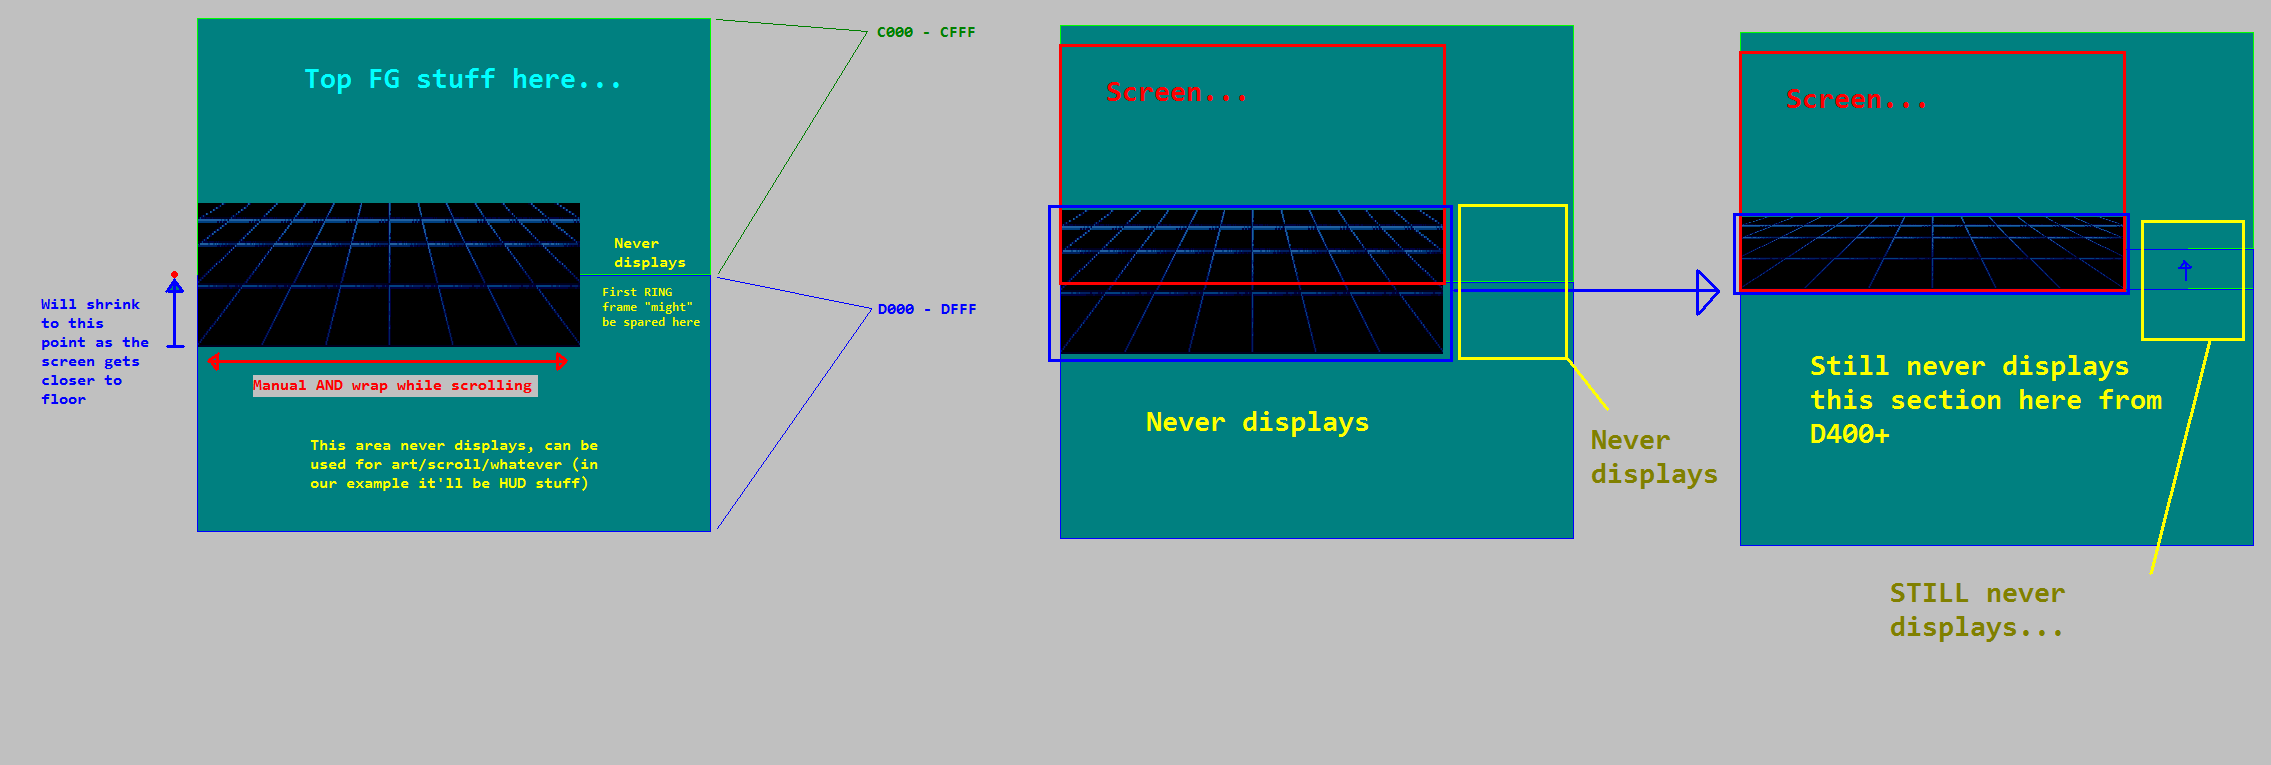 Top FG stuff here...
C000 - CFFF
Never
displays
First RING
frame "might"
be spared here
Will shrink
to this
point as the
screen gets
closer to
floor
D000 - DFFF
Manual AND wrap while scrolling
This area never displays, can be
used for art/scroll/whatever (in
our example it'll be HUD stuff)
Screen...
Never displays
Never
displays
Screen...
Still never displays
this section here from
D400+
STILL never
displays...